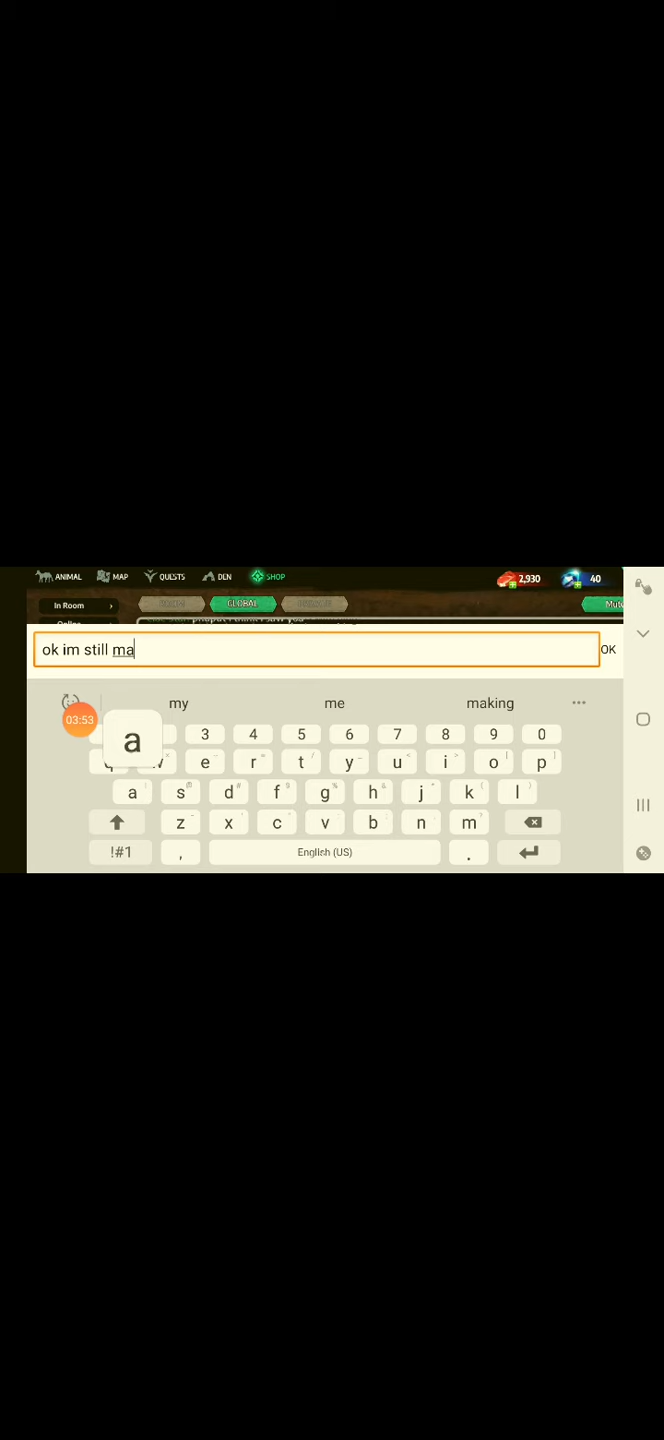 ANIMAL MAP QUESTS DEN SHOP 2,930 40
In Room › GLOBAL Mute
ok im still ma OK
my me making •••
03:53 a 3 4 5 6 7 8 9 0
q w e r t y u i o p
a s d f g h j k l
z x c v b n m
!#1 , English (US) .